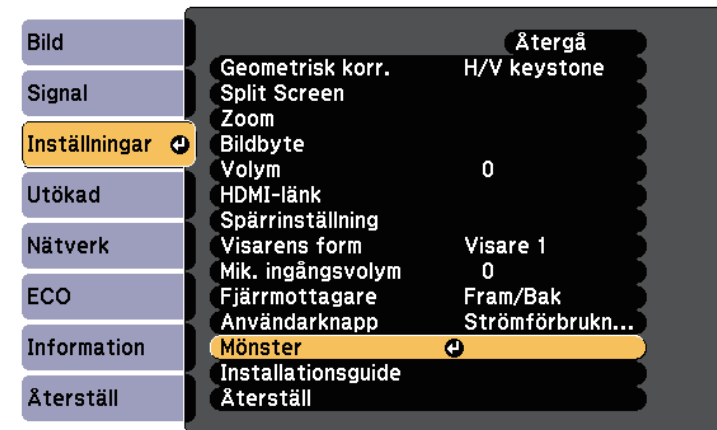 Bild
Signal
Inställningar
Utökad
Nätverk
ECO
Information
Återställ
Återgå
Geometrisk korr. H/V keystone
Split Screen
Zoom
Bildbyte
Volym 0
HDMI-länk
Spärrinställning
Visarens form Visare 1
Mik. ingångsvolym 0
Fjärrmottagare Fram/Bak
Användarknapp Strömförbrukn...
Mönster
Installationsguide
Återställ